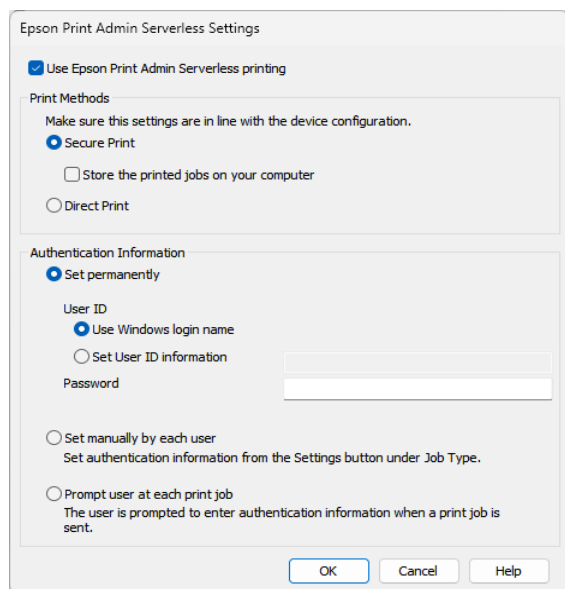 Epson Print Admin Serverless Settings
Use Epson Print Admin Serverless printing
Print Methods
Make sure this settings are in line with the device configuration.
Secure Print
Store the printed jobs on your computer
Direct Print
Authentication Information
Set permanently
User ID
Use Windows login name
Set User ID information
Password
Set manually by each user
Set authentication information from the Settings button under Job Type.
Prompt user at each print job
The user is prompted to enter authentication information when a print job is
sent.
OK Cancel Help